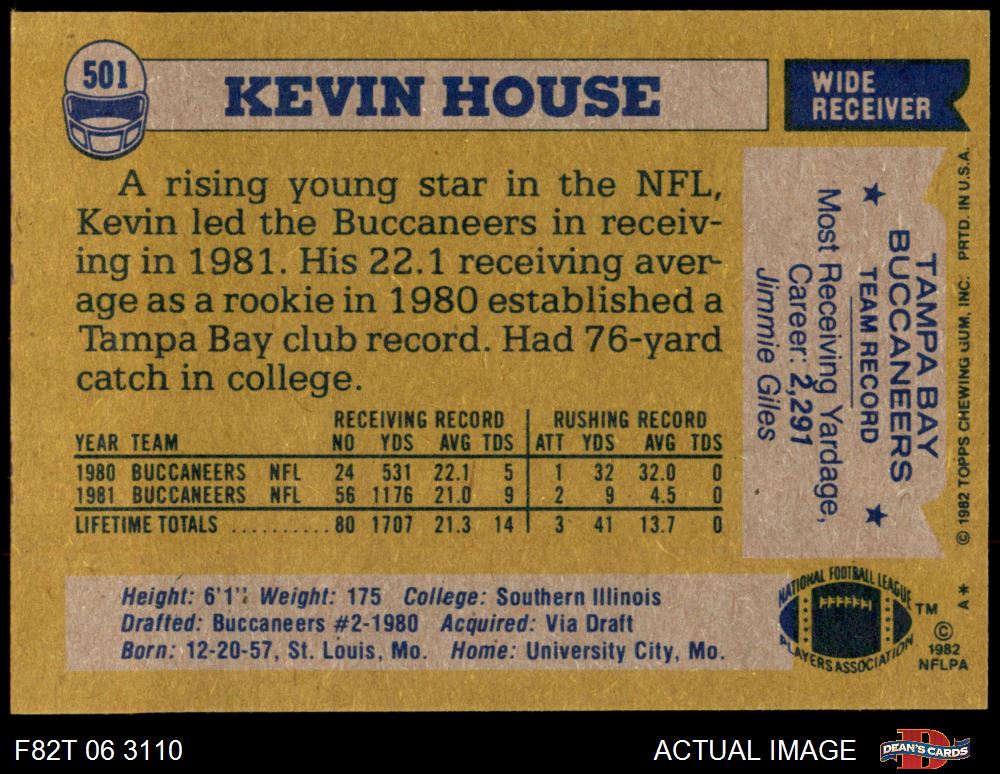 501
KEVIN HOUSE
WIDE
RECEIVER
A rising young star in the NFL,
Kevin led the Buccaneers in receiv-
ing in 1981. His 22.1 receiving aver-
age as a rookie in 1980 established a
Tampa Bay club record. Had 76-yard
catch in college.
RECEIVING RECORD RUSHING RECORD
YEAR TEAM NO YDS AVG TDS ATT YDS AVG TDS
1980 BUCCANEERS NFL 24 531 22.1 5 1 32 32.0 0
1981 BUCCANEERS NFL 56 1176 21.0 9 2 9 4.5 0
LIFETIME TOTALS .......... 80 1707 21.3 14 3 41 13.7 0
TAMPA BAY
BUCCANEERS
★ TEAM RECORD ★
Most Receiving Yardage,
Career: 2,291
Jimmie Giles
© 1982 TOPPS CHEWING GUM, INC. PRTD. IN U.S.A.
Height: 6'1" Weight: 175 College: Southern Illinois
Drafted: Buccaneers #2-1980 Acquired: Via Draft
Born: 12-20-57, St. Louis, Mo. Home: University City, Mo.
NATIONAL FOOTBALL LEAGUE
PLAYERS ASSOCIATION
TM
©
1982
NFLPA
A *
F82T 06 3110
ACTUAL IMAGE
DEAN'S CARDS